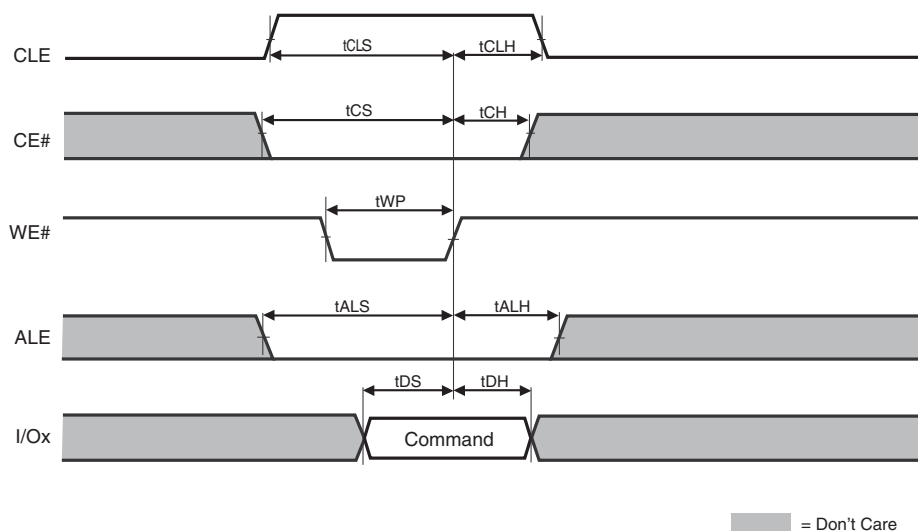 CLE
tCLS
tCLH
CE#
tCS
tCH
WE#
tWP
ALE
tALS
tALH
I/Ox
tDS
tDH
Command
= Don't Care